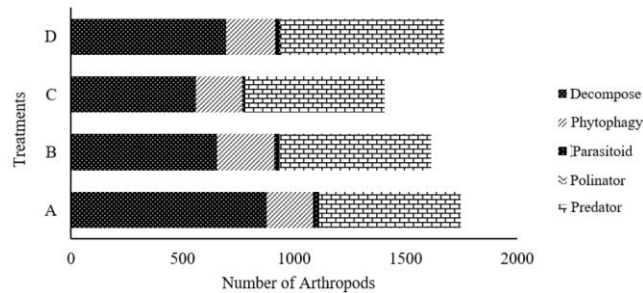 D
C
B
A
Treatments
0 500 1000 1500 2000
Number of Arthropods
Decompose
Phytophagy
Parasitoid
Polinator
Predator